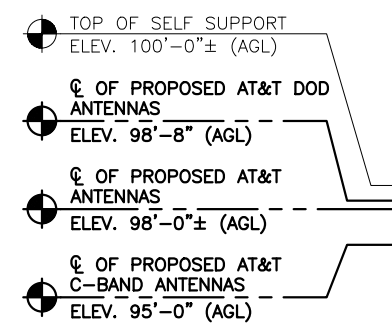 TOP OF SELF SUPPORT
ELEV. 100'-0"± (AGL)
℄ OF PROPOSED AT&T DOD
ANTENNAS
ELEV. 98'-8" (AGL)
℄ OF PROPOSED AT&T
ANTENNAS
ELEV. 98'-0"± (AGL)
℄ OF PROPOSED AT&T
C-BAND ANTENNAS
ELEV. 95'-0" (AGL)